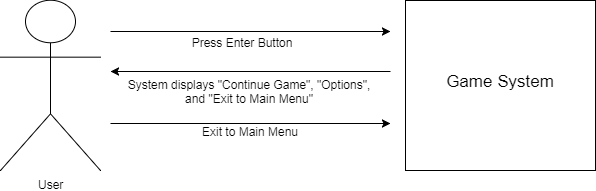 Press Enter Button
System displays "Continue Game", "Options",
and "Exit to Main Menu"
Game System
Exit to Main Menu
User